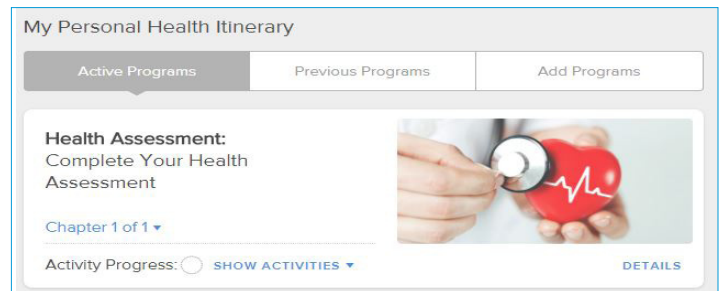 My Personal Health Itinerary
Active Programs Previous Programs Add Programs
Health Assessment:
Complete Your Health
Assessment
Chapter 1 of 1
Activity Progress: SHOW ACTIVITIES DETAILS